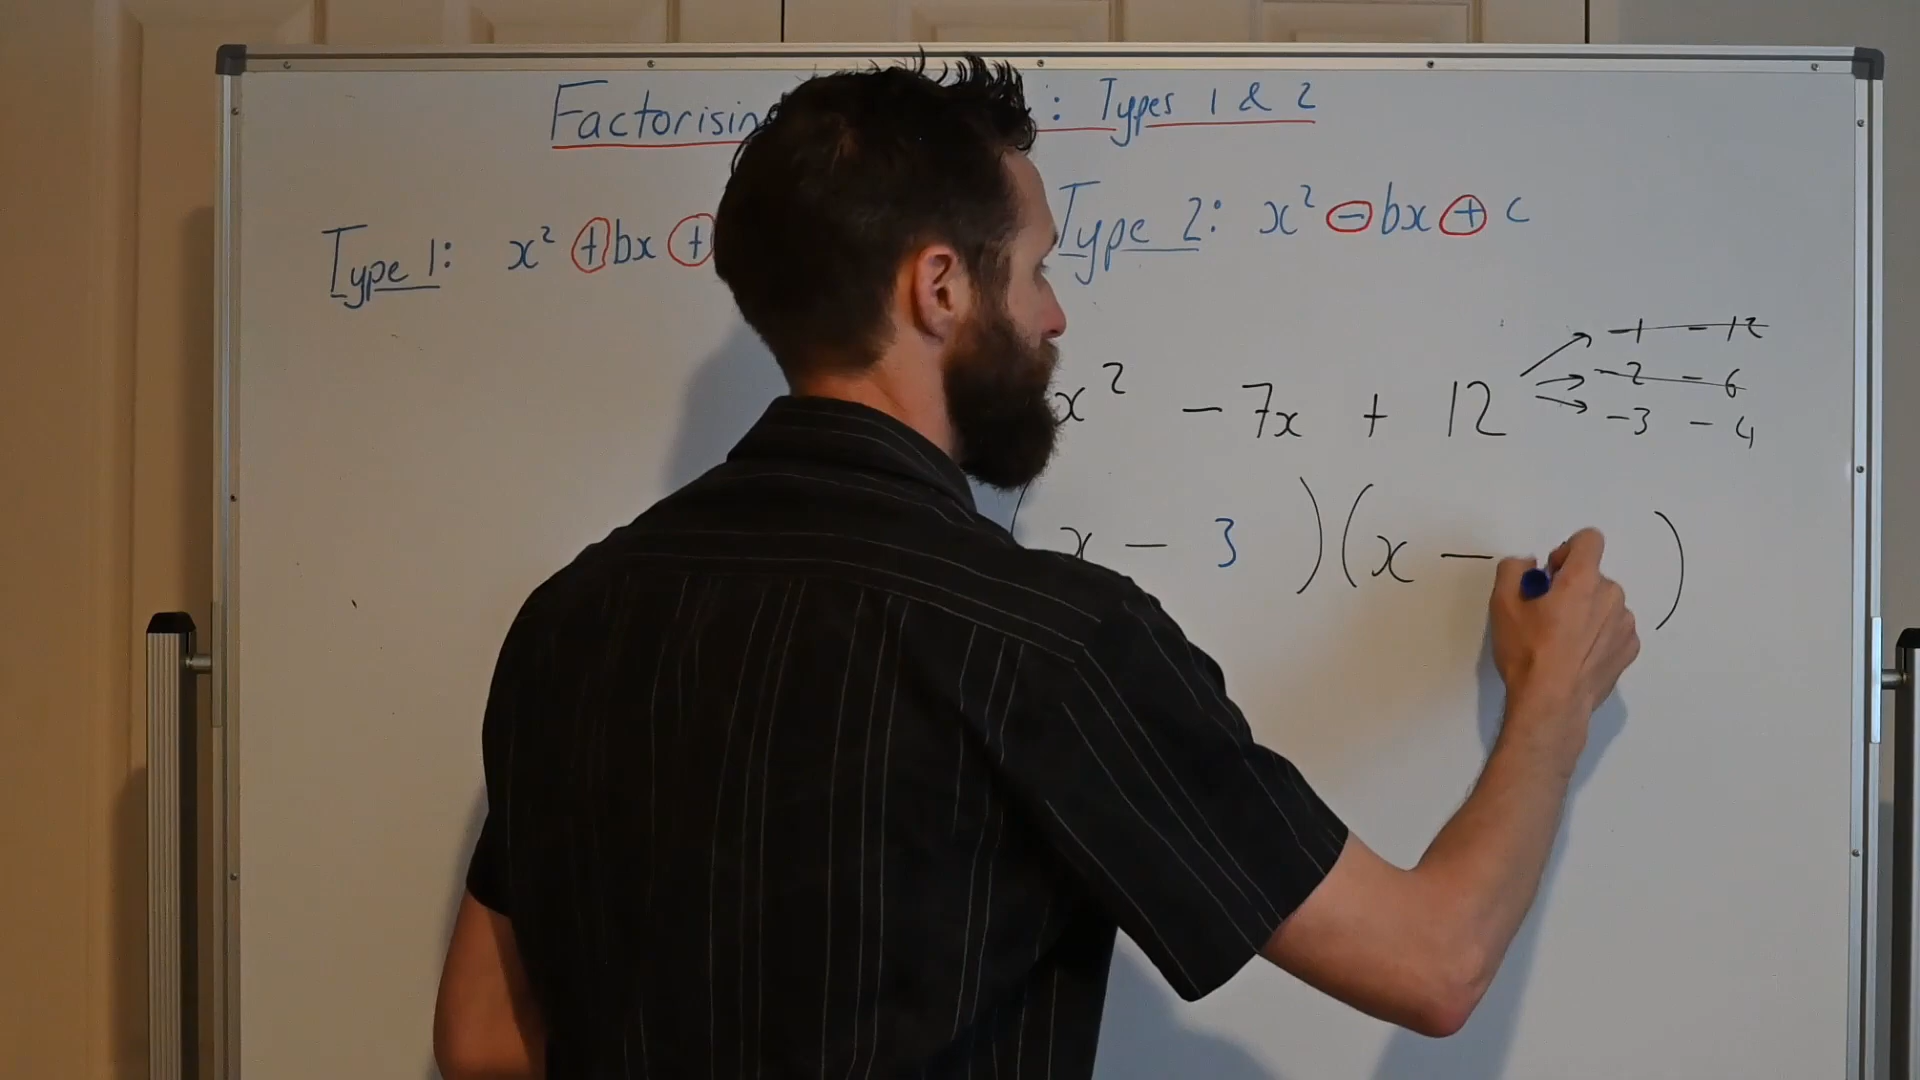 Factorising : Types 1 & 2
Type 1: x² + bx +
Type 2: x² - bx + c
x² - 7x + 12
-1 -12
-2 -6
-3 -4
(x - 3 )(x - )